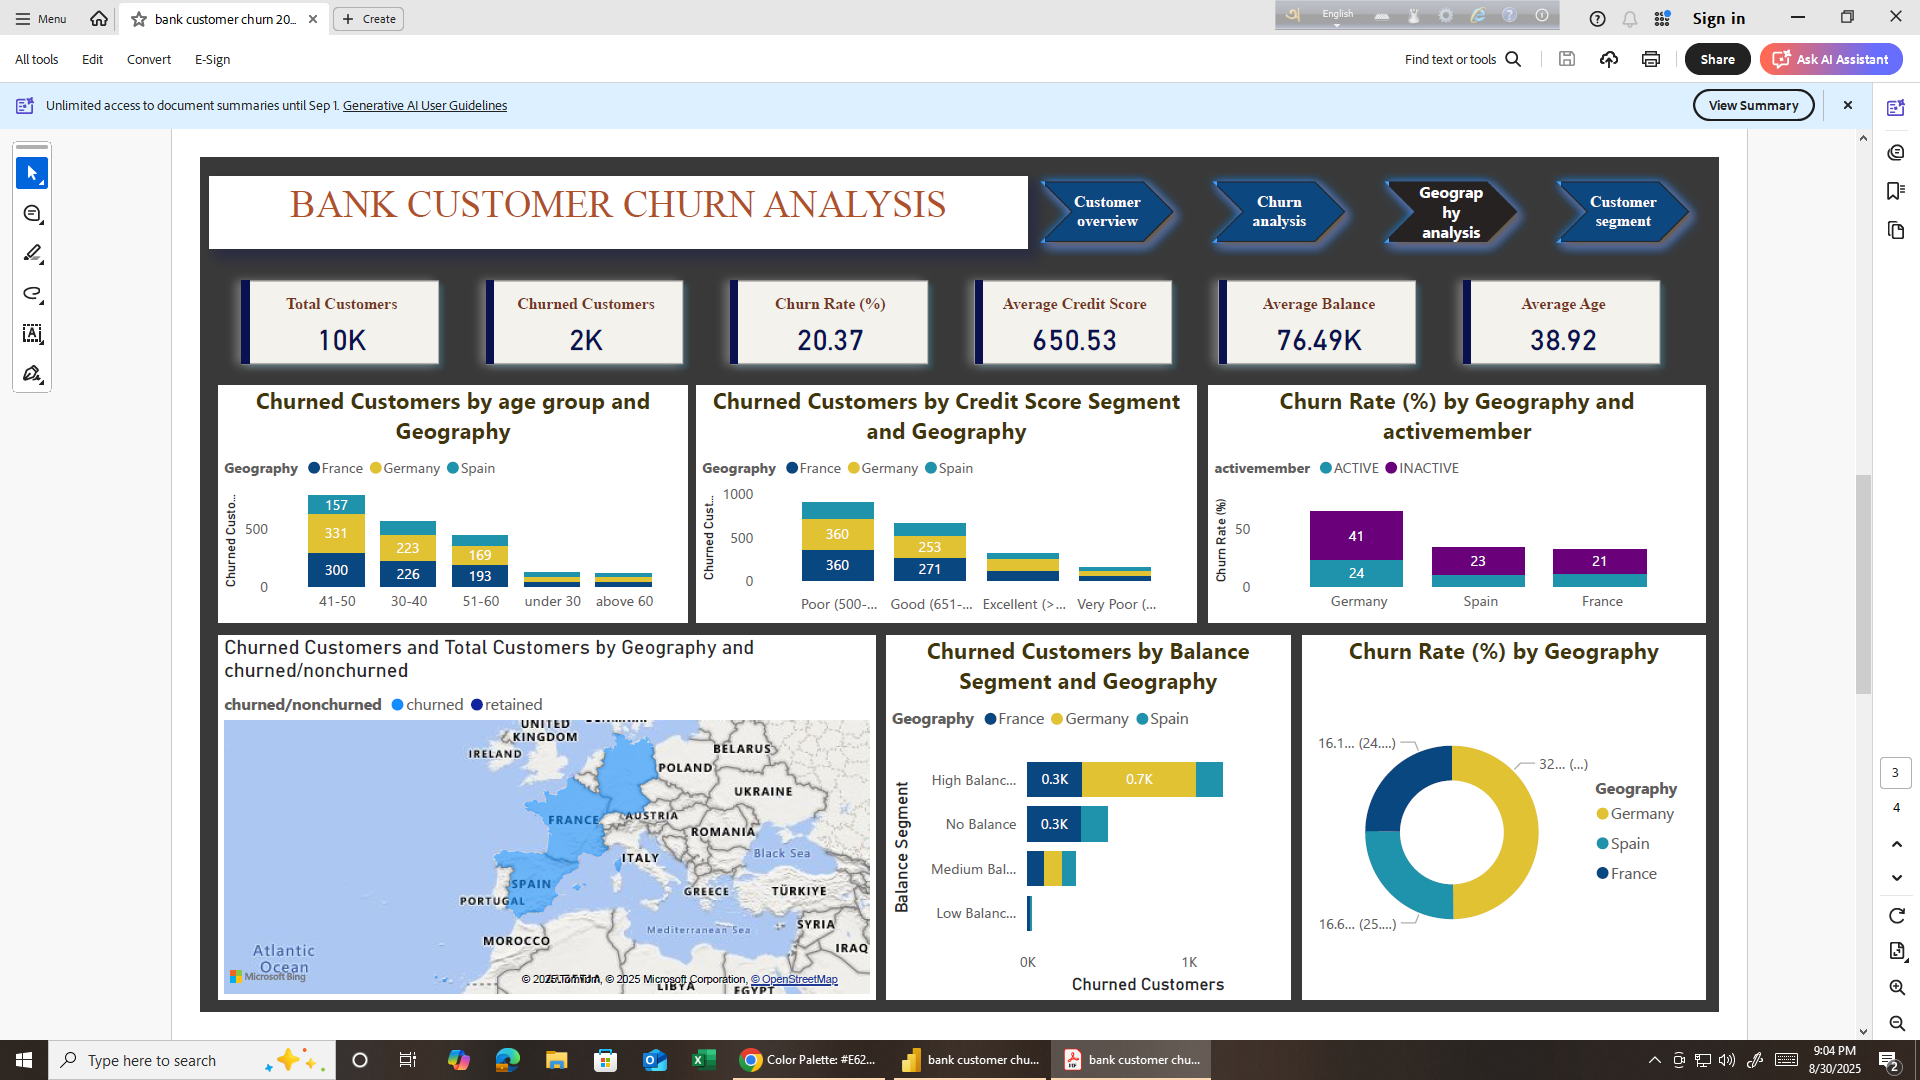 Menu
bank customer churn 20...
Create
English
Sign in
All tools
Edit
Convert
E-Sign
Find text or tools
Share
Ask AI Assistant
Unlimited access to document summaries until Sep 1. Generative AI User Guidelines
View Summary
BANK CUSTOMER CHURN ANALYSIS
Customer
overview
Churn
analysis
Geograp
hy
analysis
Customer
segment
Total Customers
10K
Churned Customers
2K
Churn Rate (%)
20.37
Average Credit Score
650.53
Average Balance
76.49K
Average Age
38.92
Churned Customers by age group and
Geography
Geography France Germany Spain
Churned Custo...
500
0
157
331
300
223
226
169
193
41-50
30-40
51-60
under 30
above 60
Churned Customers by Credit Score Segment
and Geography
Geography France Germany Spain
Churned Cust...
1000
500
0
360
360
253
271
Poor (500-...
Good (651-...
Excellent (>...
Very Poor (...
Churn Rate (%) by Geography and
activemember
activemember ACTIVE INACTIVE
Churn Rate (%)
50
0
41
24
23
21
Germany
Spain
France
Churned Customers and Total Customers by Geography and
churned/nonchurned
churned/nonchurned churned retained
UNITED
KINGDOM
IRELAND
BELARUS
POLAND
UKRAINE
FRANCE
AUSTRIA
ROMANIA
Black Sea
ITALY
SPAIN
PORTUGAL
GREECE
TÜRKIYE
SYRIA
Mediterranean Sea
MOROCCO
IRAQ
Atlantic
Ocean
Microsoft Bing
© 2025 TomTom, © 2025 Microsoft Corporation, © OpenStreetMap
LIBYA
EGYPT
Churned Customers by Balance
Segment and Geography
Geography France Germany Spain
Balance Segment
High Balanc...
0.3K
0.7K
No Balance
0.3K
Medium Bal...
Low Balanc...
0K
1K
Churned Customers
Churn Rate (%) by Geography
16.1... (24....)
32... (...)
16.6... (25....)
Geography
Germany
Spain
France
3
4
Type here to search
Color Palette: #E62...
bank customer chu...
bank customer chu...
9:04 PM
8/30/2025
2